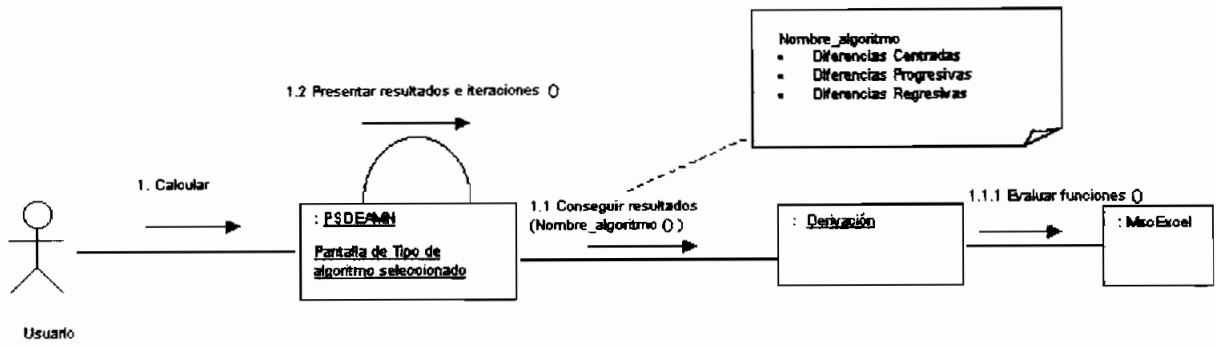 Nombre_algoritmo
• Diferencias Centradas
• Diferencias Progresivas
• Diferencias Regresivas
1.2 Presentar resultados e iteraciones ()
1. Calcular
1.1 Conseguir resultados
(Nombre_algoritmo () )
1.1.1 Evaluar funciones ()
: PSDEAMN
Pantalla de Tipo de
algoritmo seleccionado
: Derivación
: MscExcel
Usuario